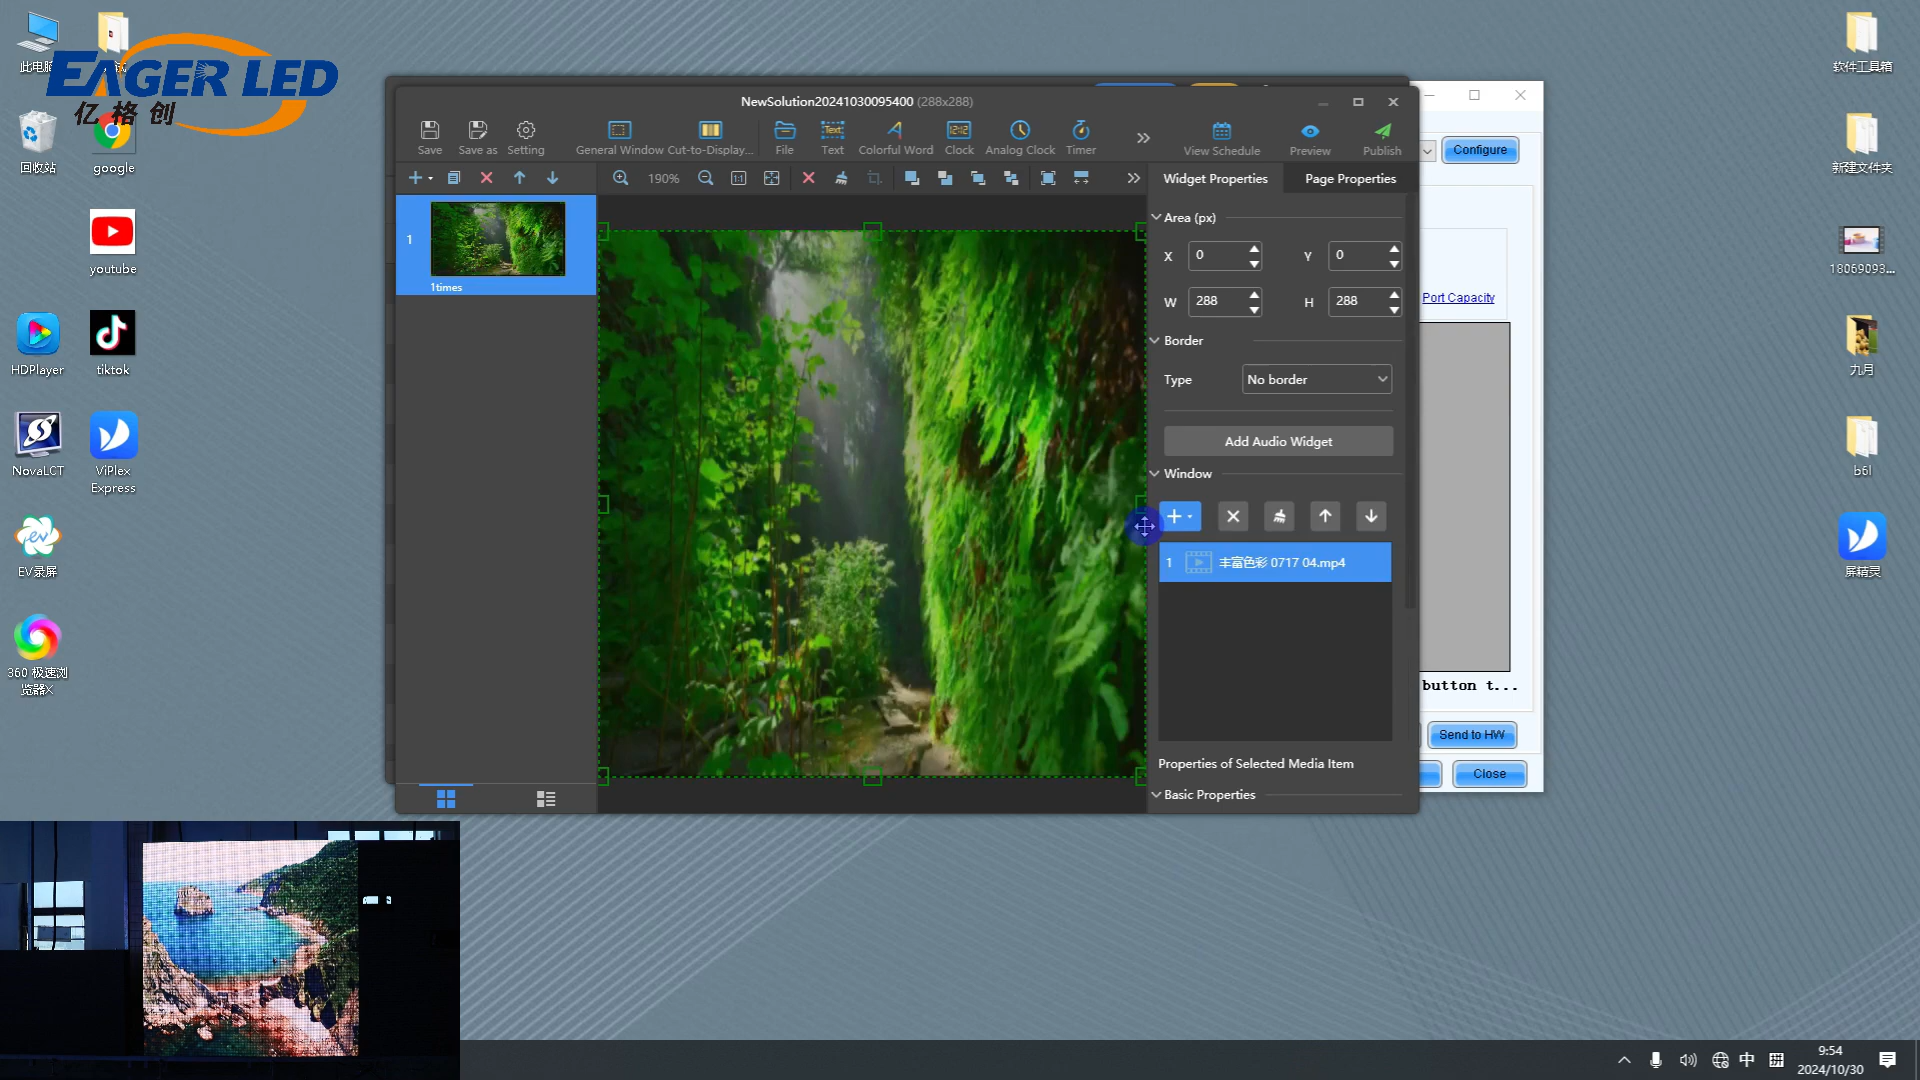 此电脑
EAGER LED
亿格创
回收站
google
youtube
HDPlayer
tiktok
NovaLCT
ViPlex Express
EV录屏
360 极速浏览器X
NewSolution20241030095400 (288x288)
Save
Save as
Setting
General Window
Cut-to-Display...
File
Text
Colorful Word
Clock
Analog Clock
Timer
View Schedule
Preview
Publish
190%
Widget Properties
Page Properties
1
1times
Area (px)
X 0
Y 0
W 288
H 288
Border
Type
No border
Add Audio Widget
Window
1 丰富色彩 0717 04.mp4
Properties of Selected Media Item
Basic Properties
Configure
Port Capacity
button t...
Send to HW
Close
软件工具箱
新建文件夹
18069093...
九月
b6l
屏精灵
中
拼
9:54
2024/10/30